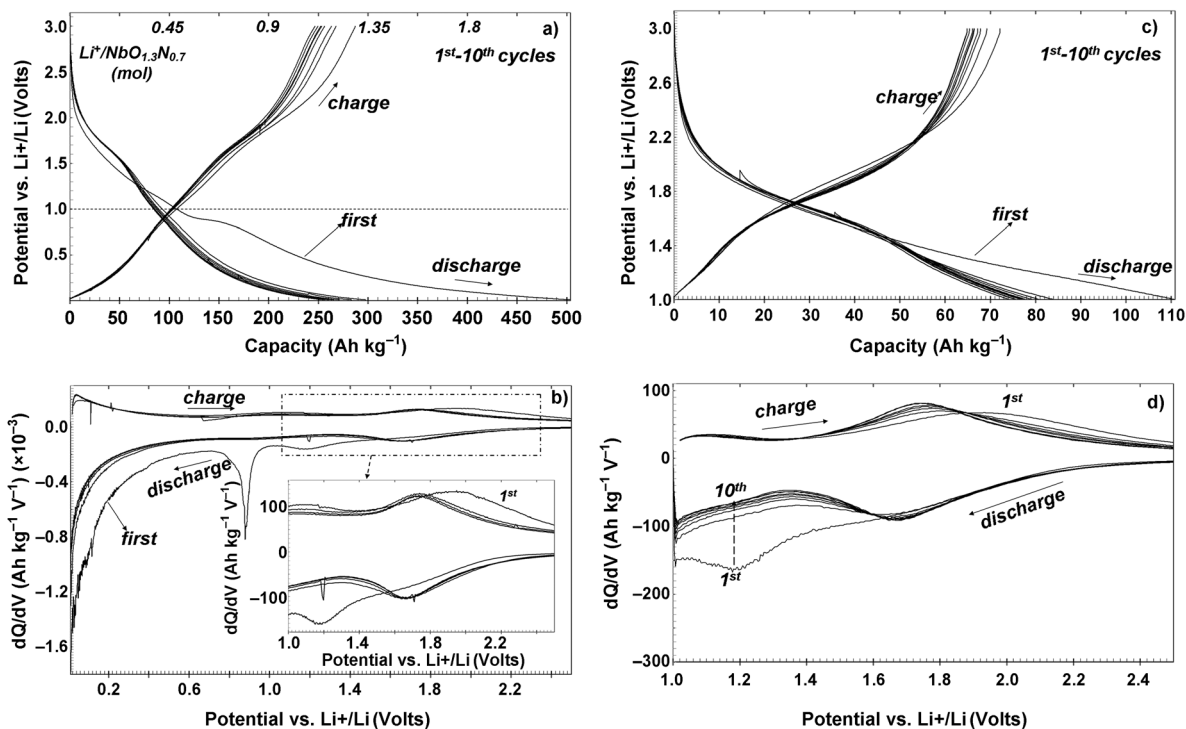 0.45 0.9 1.35 1.8 a)
Li⁺/NbO₁.₃N₀.₇
(mol)
1ˢᵗ-10ᵗʰ cycles
charge
first
discharge
3.0
2.5
2.0
1.5
1.0
0.5
Potential vs. Li+/Li (Volts)
0 50 100 150 200 250 300 350 400 450 500
Capacity (Ah kg⁻¹)
c)
1ˢᵗ-10ᵗʰ cycles
charge
first
discharge
3.0
2.6
2.2
1.8
1.4
1.0
Potential vs. Li+/Li (Volts)
0 10 20 30 40 50 60 70 80 90 100 110
Capacity (Ah kg⁻¹)
b)
charge
discharge
first
0.0
−0.4
−0.8
−1.2
−1.6
dQ/dV (Ah kg⁻¹ V⁻¹) (×10⁻³)
0.2 0.6 1.0 1.4 1.8 2.2
Potential vs. Li+/Li (Volts)
1ˢᵗ
100
0
−100
dQ/dV (Ah kg⁻¹ V⁻¹)
1.0 1.4 1.8 2.2
Potential vs. Li+/Li (Volts)
d)
charge
1ˢᵗ
10ᵗʰ
discharge
1ˢᵗ
100
0
−100
−200
−300
dQ/dV (Ah kg⁻¹ V⁻¹)
1.0 1.2 1.4 1.6 1.8 2.0 2.2 2.4
Potential vs. Li+/Li (Volts)